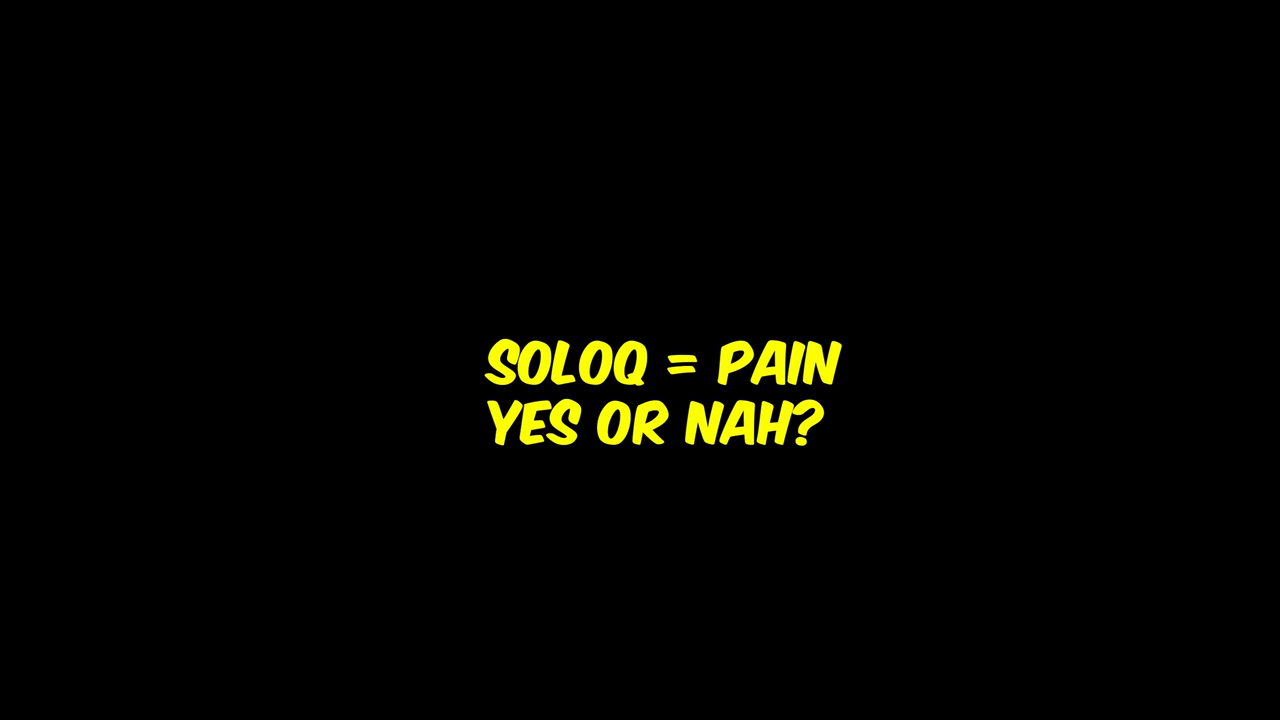 SOLOQ = PAIN
YES OR NAH?